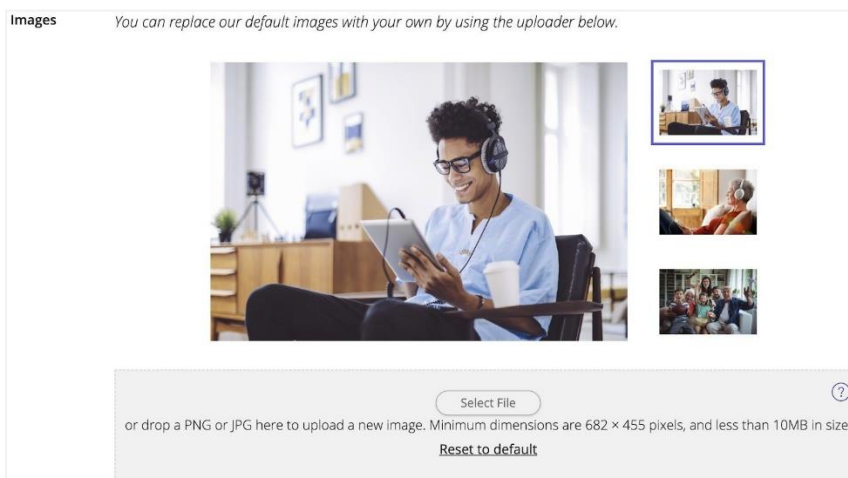 Images
You can replace our default images with your own by using the uploader below.
Select File
?
or drop a PNG or JPG here to upload a new image. Minimum dimensions are 682 × 455 pixels, and less than 10MB in size
Reset to default